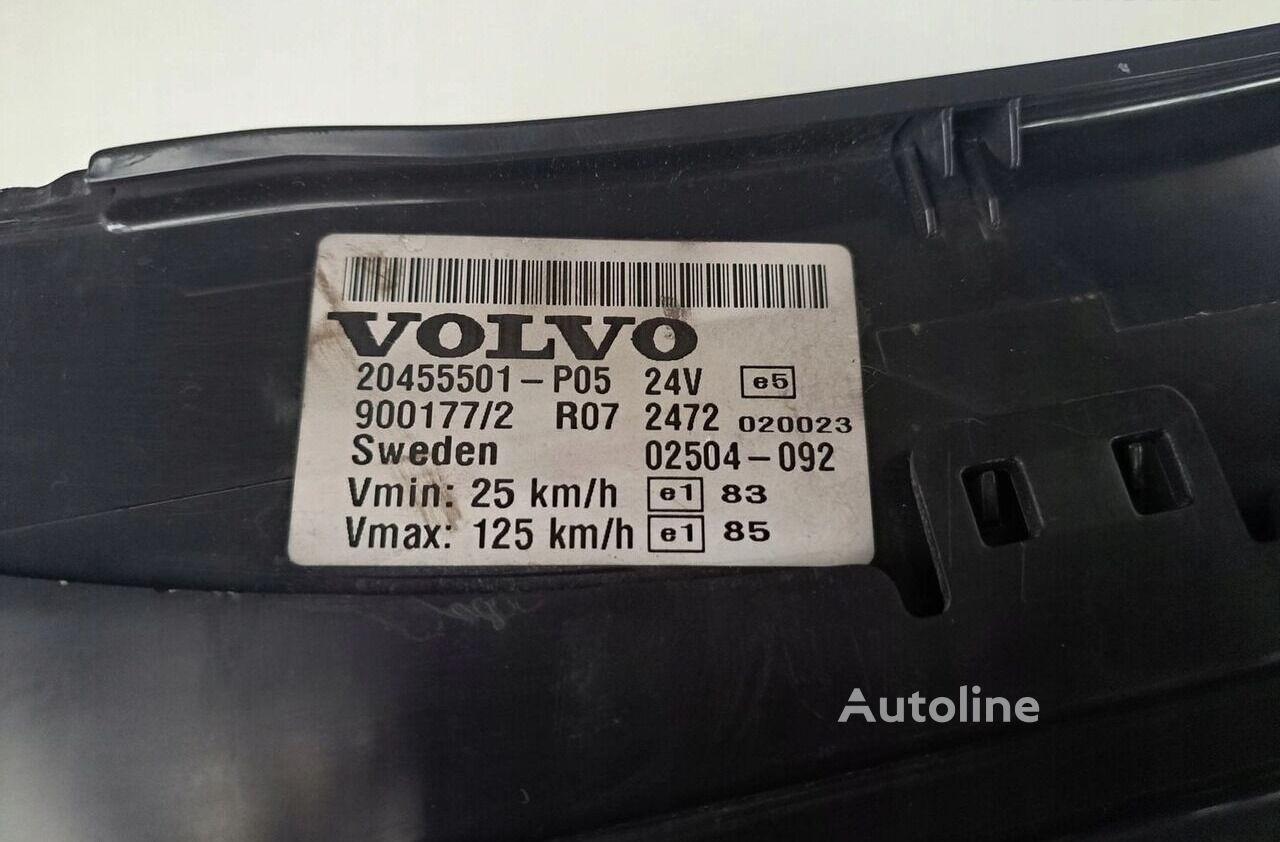 VOLVO
20455501-P05 24V e5
900177/2 R07 2472 020023
Sweden 02504-092
Vmin: 25 km/h e1 83
Vmax: 125 km/h e1 85
Autoline